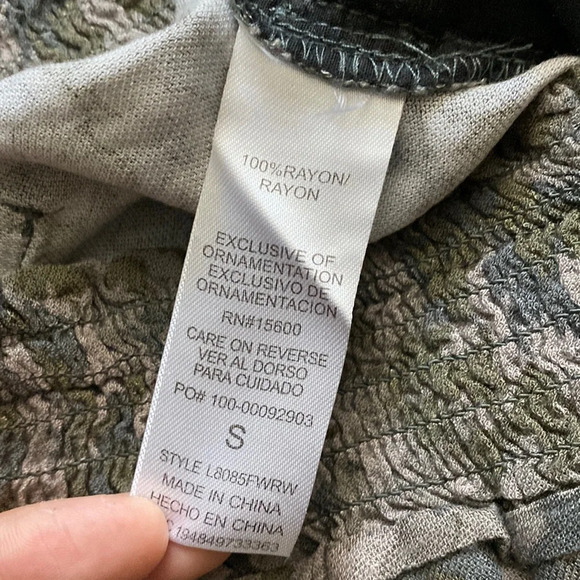 100%RAYON/
RAYON
EXCLUSIVE OF
ORNAMENTATION
EXCLUSIVO DE
ORNAMENTACION
RN#15600
CARE ON REVERSE
VER AL DORSO
PARA CUIDADO
PO# 100-00092903
S
STYLE L8085FWRW
MADE IN CHINA
HECHO EN CHINA
194849733363